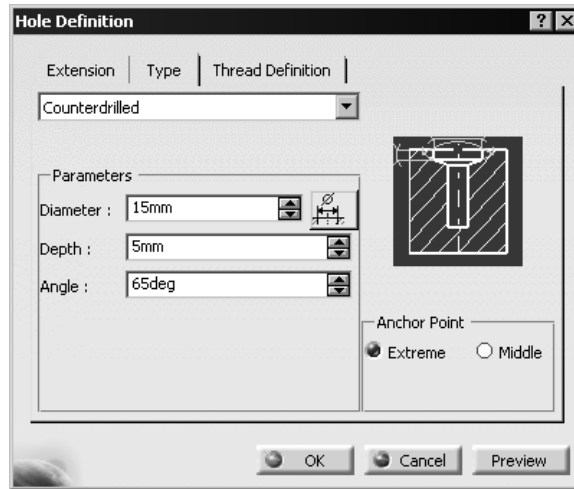 Hole Definition
? X
Extension Type Thread Definition
Counterdrilled
Parameters
Diameter : 15mm
Depth : 5mm
Angle : 65deg
Anchor Point
Extreme Middle
OK Cancel Preview